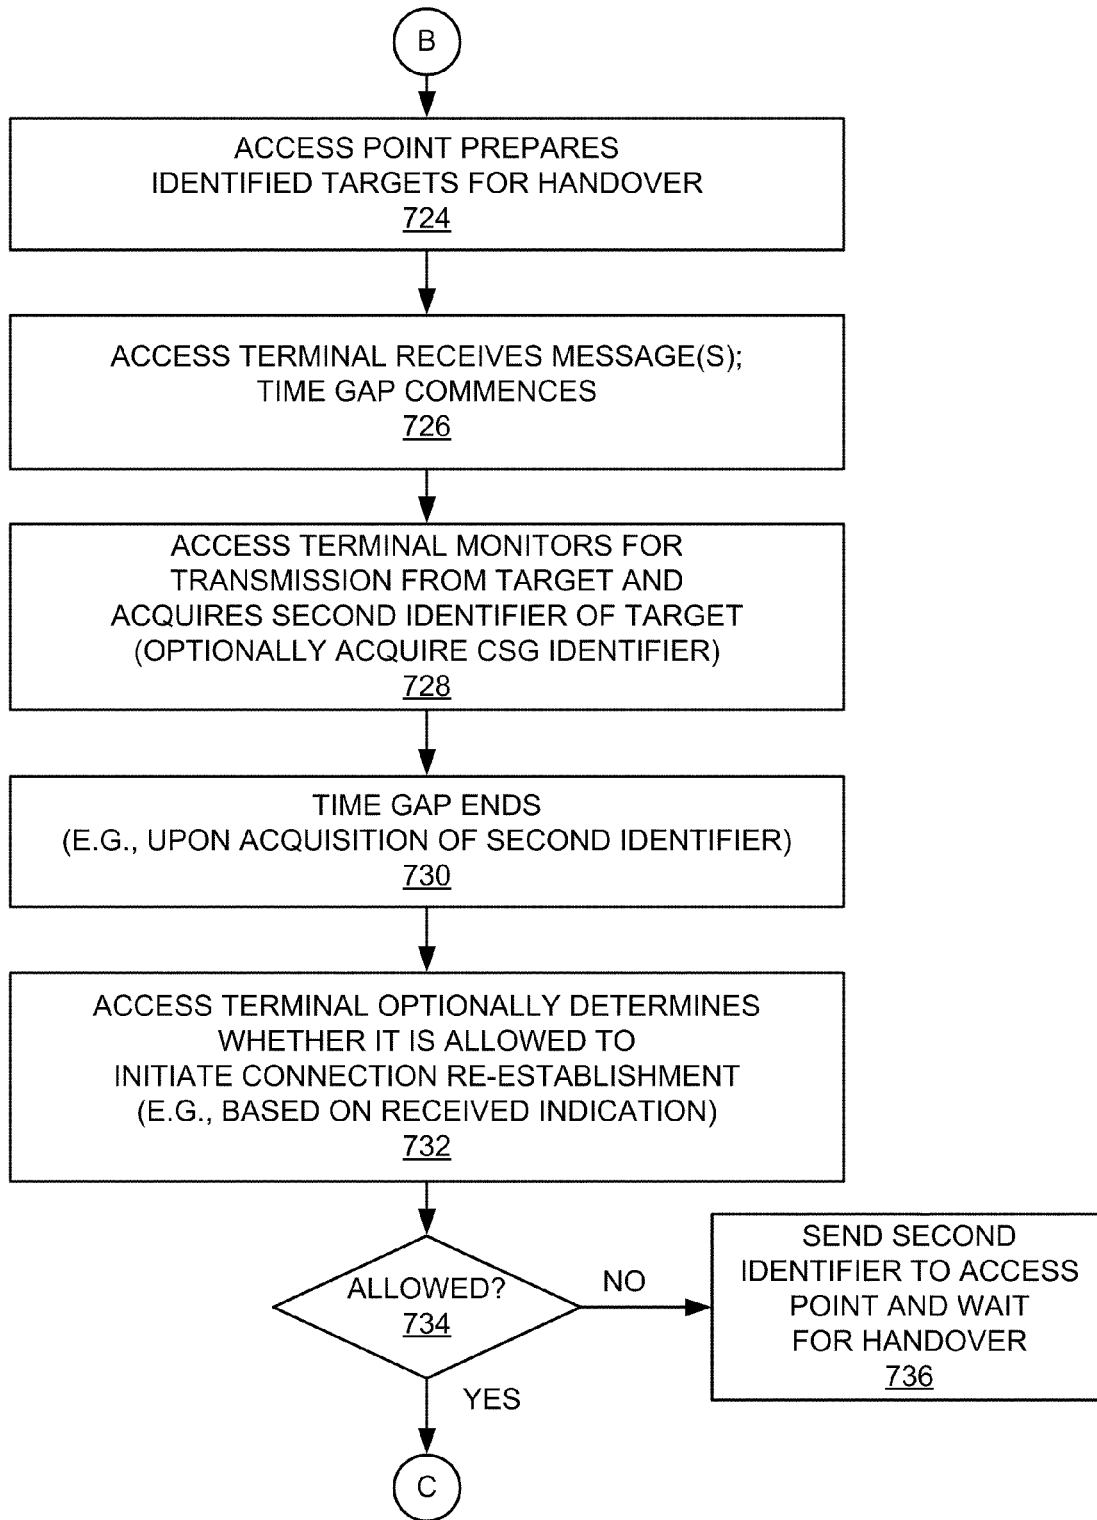 B
ACCESS POINT PREPARES
IDENTIFIED TARGETS FOR HANDOVER
724
ACCESS TERMINAL RECEIVES MESSAGE(S);
TIME GAP COMMENCES
726
ACCESS TERMINAL MONITORS FOR
TRANSMISSION FROM TARGET AND
ACQUIRES SECOND IDENTIFIER OF TARGET
(OPTIONALLY ACQUIRE CSG IDENTIFIER)
728
TIME GAP ENDS
(E.G., UPON ACQUISITION OF SECOND IDENTIFIER)
730
ACCESS TERMINAL OPTIONALLY DETERMINES
WHETHER IT IS ALLOWED TO
INITIATE CONNECTION RE-ESTABLISHMENT
(E.G., BASED ON RECEIVED INDICATION)
732
ALLOWED?
734
NO
SEND SECOND
IDENTIFIER TO ACCESS
POINT AND WAIT
FOR HANDOVER
736
YES
C